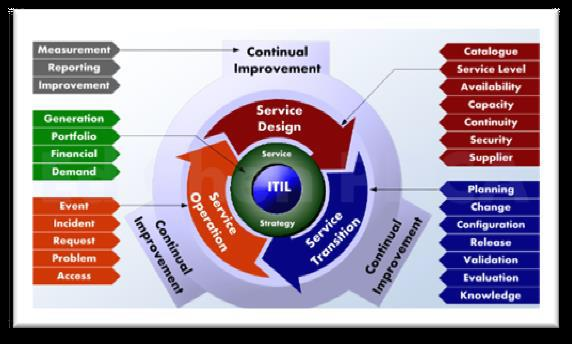 Measurement
Reporting
Improvement
Generation
Portfolio
Financial
Demand
Event
Incident
Request
Problem
Access
Continual
Improvement
Service
Design
Service
ITIL
Strategy
Service
Operation
Service
Transition
Continual
Improvement
Continual
Improvement
Catalogue
Service Level
Availability
Capacity
Continuity
Security
Supplier
Planning
Change
Configuration
Release
Validation
Evaluation
Knowledge